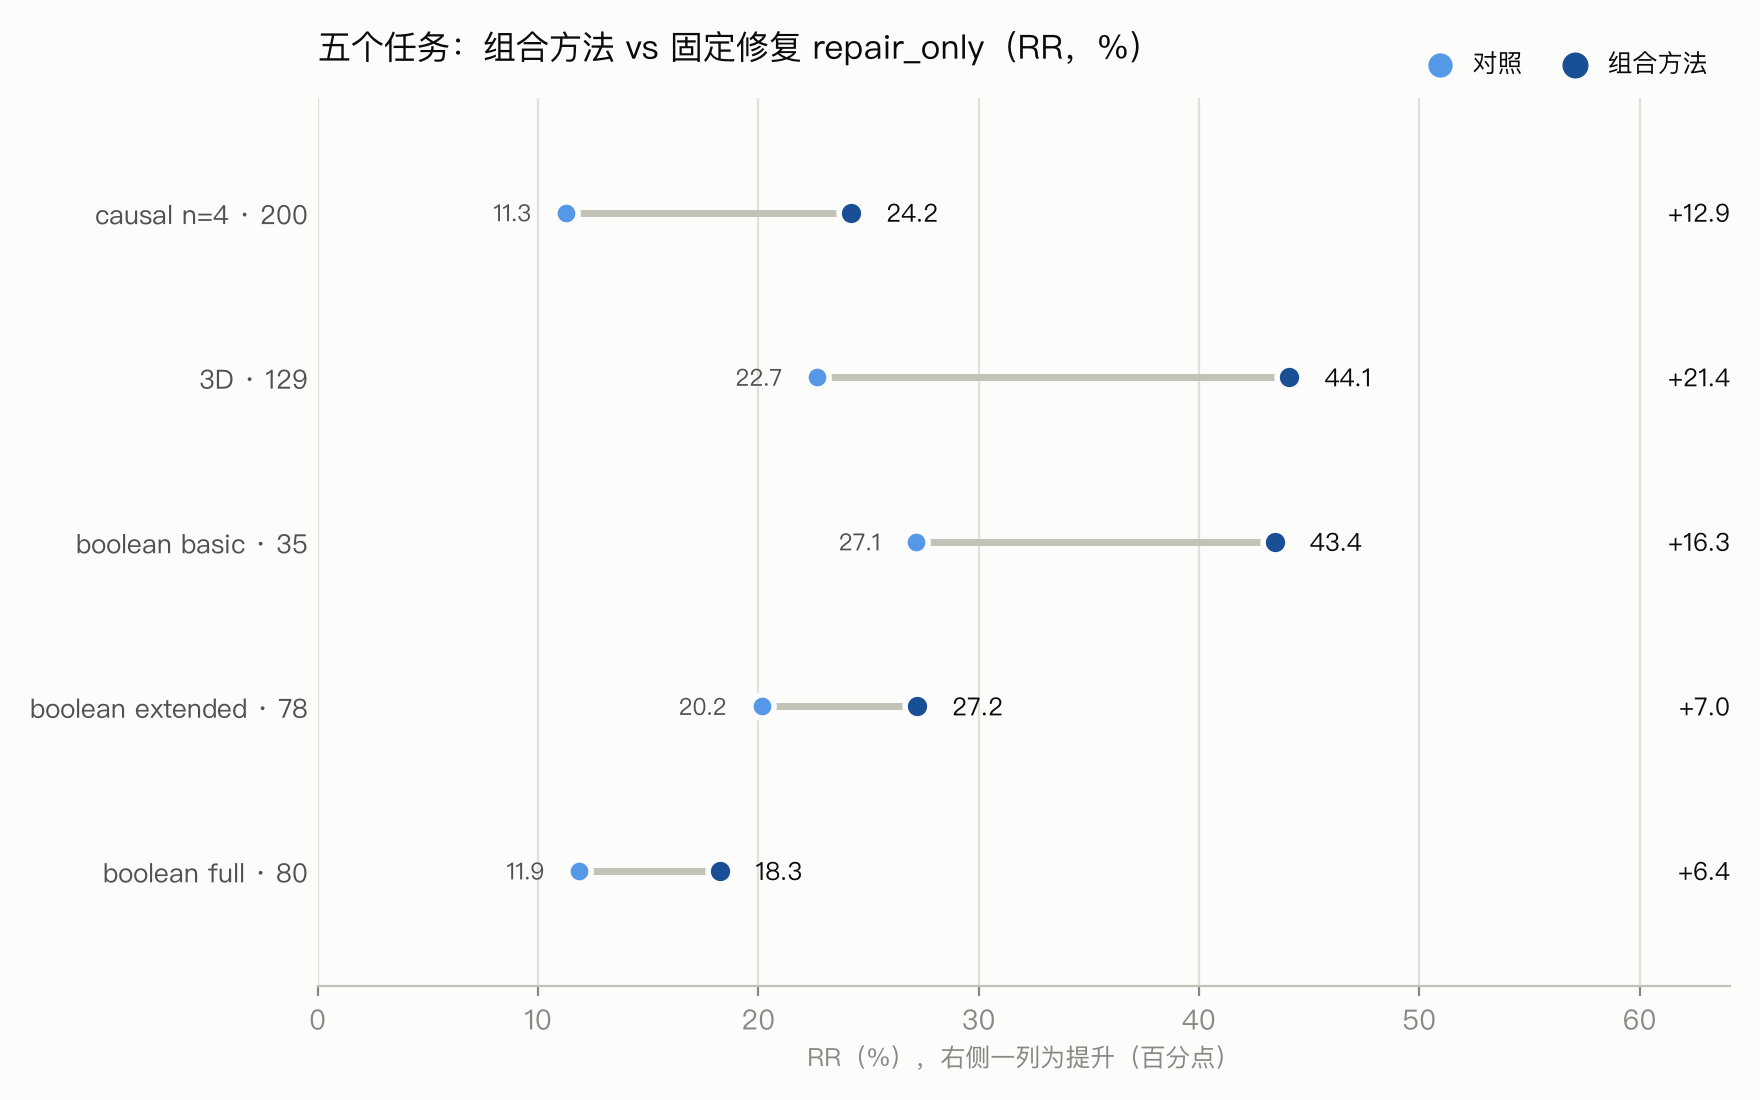 五个任务：组合方法 vs 固定修复 repair_only（RR，%）
对照 组合方法
causal n=4 · 200 11.3 24.2 +12.9
3D · 129 22.7 44.1 +21.4
boolean basic · 35 27.1 43.4 +16.3
boolean extended · 78 20.2 27.2 +7.0
boolean full · 80 11.9 18.3 +6.4
0 10 20 30 40 50 60
RR（%），右侧一列为提升（百分点）